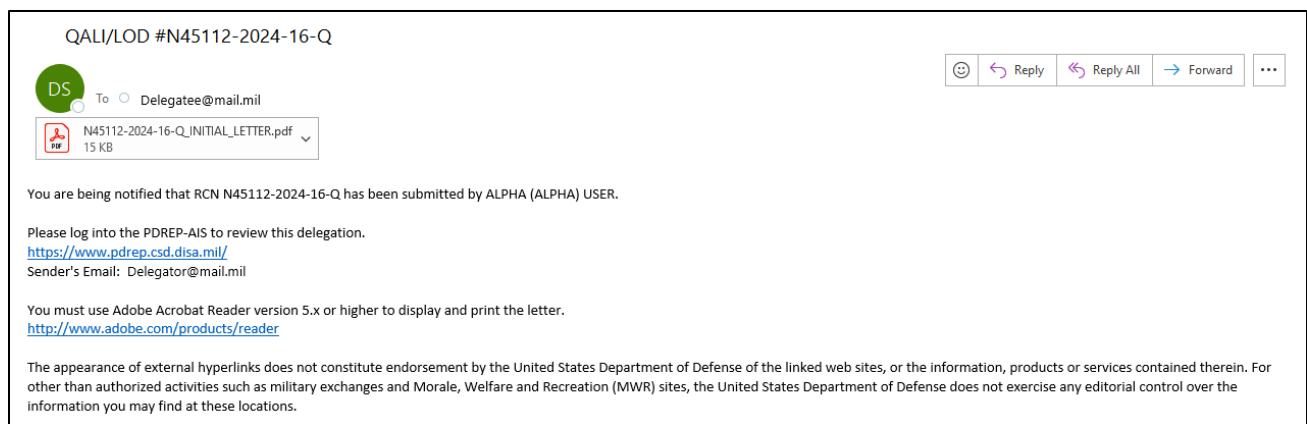 QALI/LOD #N45112-2024-16-Q
Reply
Reply All
Forward
DS
To Delegatee@mail.mil
PDF
N45112-2024-16-Q_INITIAL_LETTER.pdf
15 KB
You are being notified that RCN N45112-2024-16-Q has been submitted by ALPHA (ALPHA) USER.
Please log into the PDREP-AIS to review this delegation.
https://www.pdrep.csd.disa.mil/
Sender's Email: Delegator@mail.mil
You must use Adobe Acrobat Reader version 5.x or higher to display and print the letter.
http://www.adobe.com/products/reader
The appearance of external hyperlinks does not constitute endorsement by the United States Department of Defense of the linked web sites, or the information, products or services contained therein. For
other than authorized activities such as military exchanges and Morale, Welfare and Recreation (MWR) sites, the United States Department of Defense does not exercise any editorial control over the
information you may find at these locations.